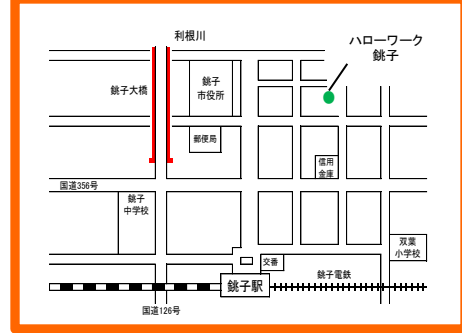 利根川
ハローワーク
銚子
銚子大橋
銚子
市役所
郵便局
信用
金庫
国道356号
銚子
中学校
双葉
小学校
交番
銚子駅
銚子電鉄
国道126号